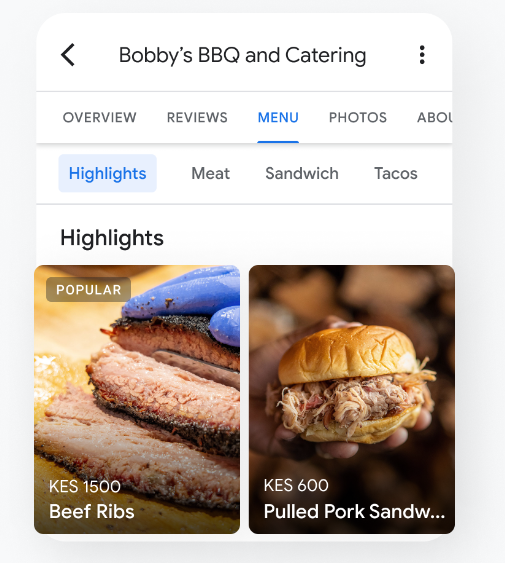 Bobby’s BBQ and Catering
OVERVIEW REVIEWS MENU PHOTOS ABOU
Highlights Meat Sandwich Tacos
Highlights
POPULAR
KES 1500
Beef Ribs
KES 600
Pulled Pork Sandw...